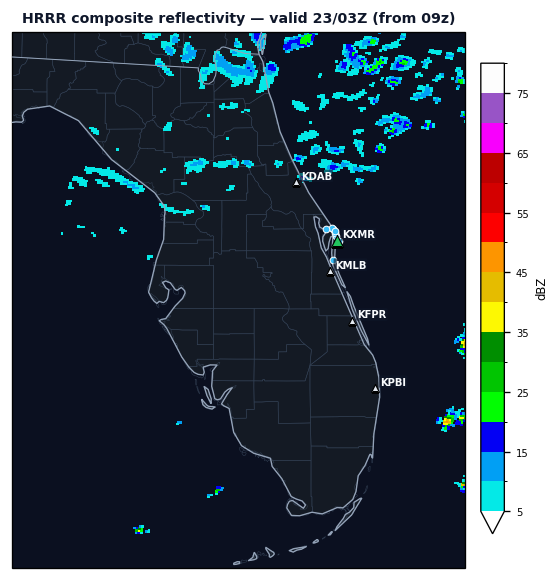 HRRR composite reflectivity — valid 23/03Z (from 09z)
KDAB
KXMR
KMLB
KFPR
KPBI
75
65
55
45
35
25
15
5
dBZ